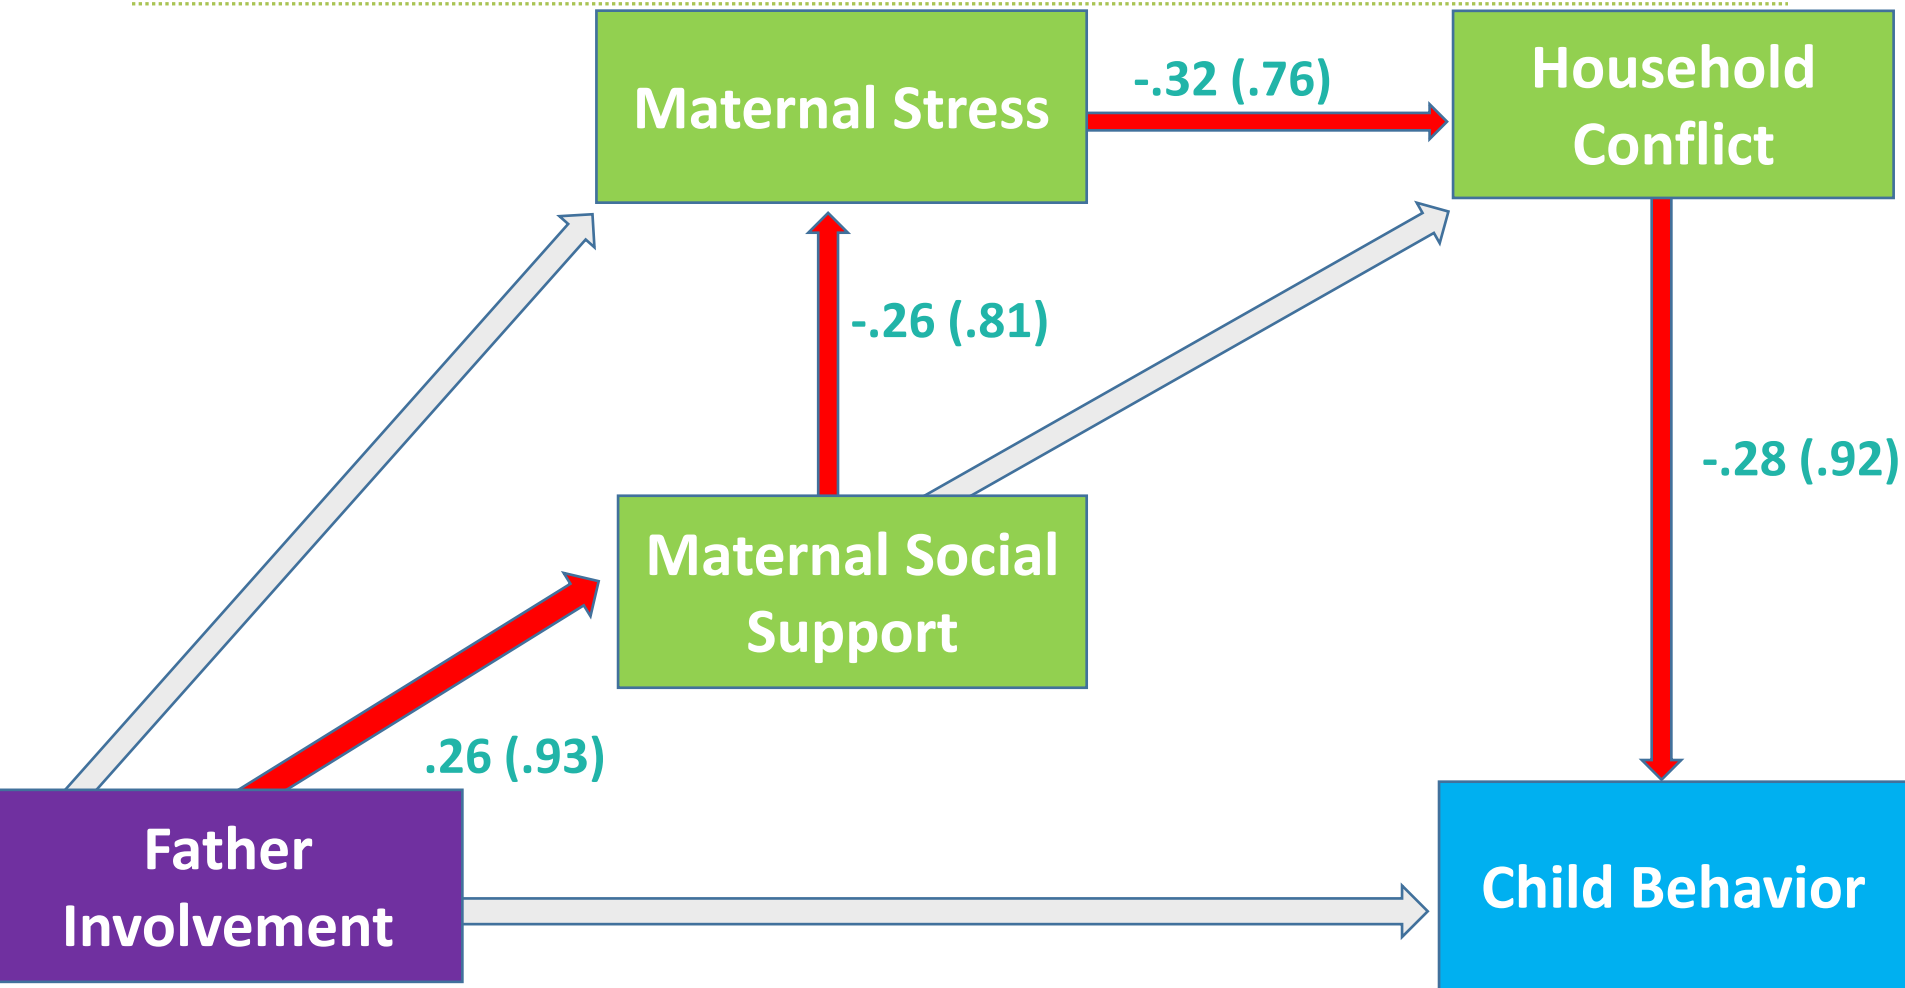 Maternal Stress
-.32 (.76)
Household
Conflict
-.26 (.81)
-.28 (.92)
Maternal Social
Support
.26 (.93)
Father
Involvement
Child Behavior